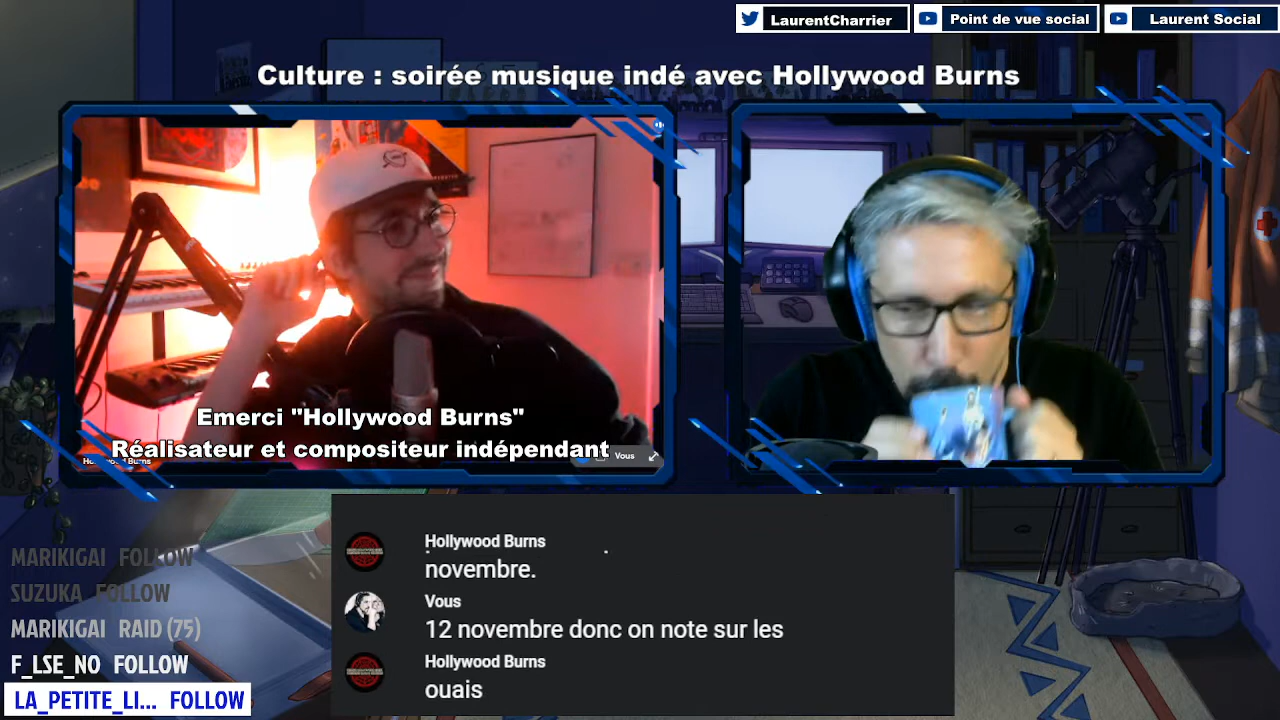 LaurentCharrier
Point de vue social
Laurent Social
Culture : soirée musique indé avec Hollywood Burns
Emerci "Hollywood Burns"
Réalisateur et compositeur indépendant
Vous
Hollywood Burns
novembre.
Vous
12 novembre donc on note sur les
Hollywood Burns
ouais
MARIKIGAI FOLLOW
SUZUKA FOLLOW
MARIKIGAI RAID (75)
F_LSE_NO FOLLOW
LA_PETITE_LI... FOLLOW